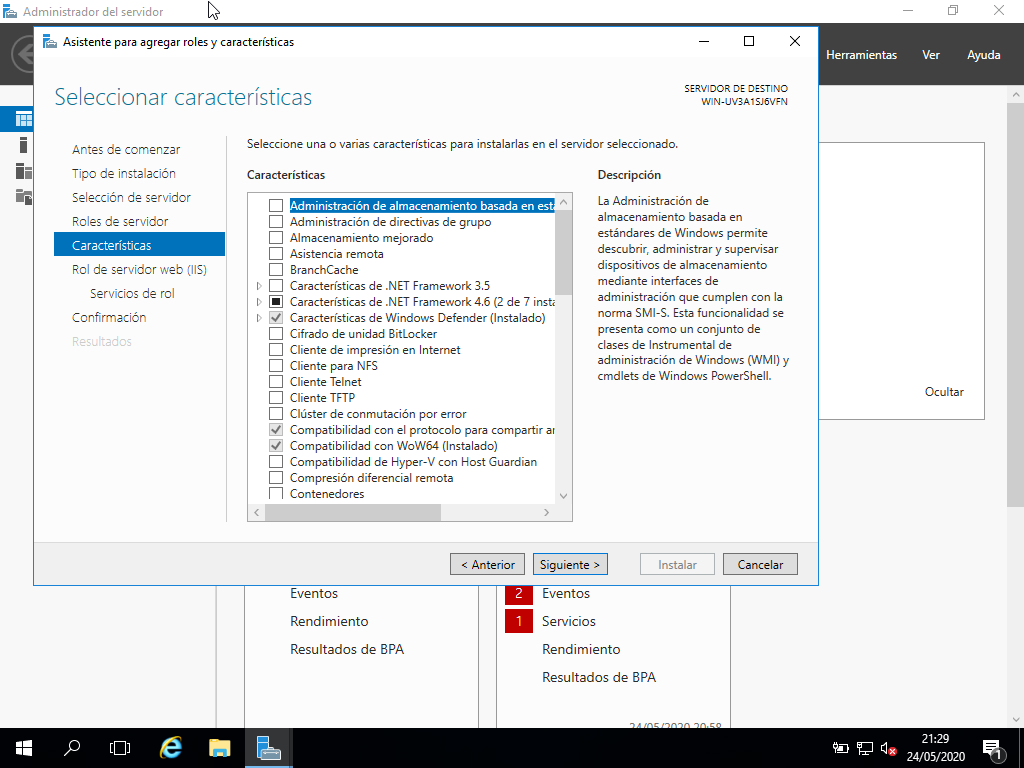 Administrador del servidor
Asistente para agregar roles y características
Herramientas
Ver
Ayuda
Seleccionar características
SERVIDOR DE DESTINO
WIN-UV3A1SJ6VFN
Antes de comenzar
Tipo de instalación
Selección de servidor
Roles de servidor
Características
Rol de servidor web (IIS)
Servicios de rol
Confirmación
Resultados
Seleccione una o varias características para instalarlas en el servidor seleccionado.
Características
Administración de almacenamiento basada en
Administración de directivas de grupo
Almacenamiento mejorado
Asistencia remota
BranchCache
Características de .NET Framework 3.5
Características de .NET Framework 4.6 (2 de 7
Características de Windows Defender (Instalado)
Cifrado de unidad BitLocker
Cliente de impresión en Internet
Cliente para NFS
Cliente Telnet
Cliente TFTP
Clúster de conmutación por error
Compatibilidad con el protocolo para compartir
Compatibilidad con WoW64 (Instalado)
Compatibilidad de Hyper-V con Host Guardian
Compresión diferencial remota
Contenedores
Descripción
La Administración de
almacenamiento basada en
estándares de Windows permite
descubrir, administrar y supervisar
dispositivos de almacenamiento
mediante interfaces de
administración que cumplen con la
norma SMI-S. Esta funcionalidad se
presenta como un conjunto de
clases de Instrumental de
administración de Windows (WMI) y
cmdlets de Windows PowerShell.
Ocultar
< Anterior
Siguiente >
Instalar
Cancelar
Eventos
Rendimiento
Resultados de BPA
2 Eventos
1 Servicios
Rendimiento
Resultados de BPA
24/05/2020 20:58
21:29
24/05/2020
1